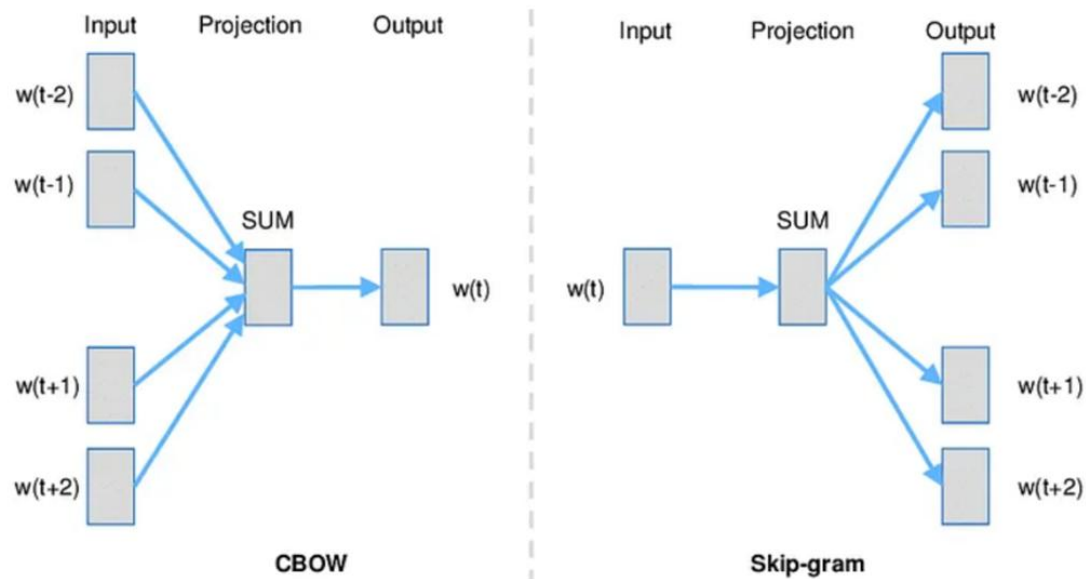 Input Projection Output
w(t-2)
w(t-1)
SUM
w(t)
w(t+1)
w(t+2)
CBOW
Input Projection Output
w(t-2)
w(t-1)
SUM
w(t)
w(t+1)
w(t+2)
Skip-gram